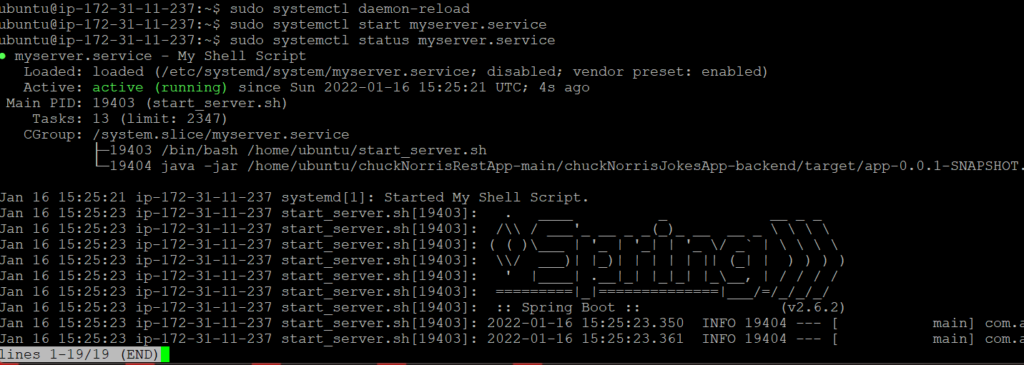 ubuntu@ip-172-31-11-237:~$ sudo systemctl daemon-reload
ubuntu@ip-172-31-11-237:~$ sudo systemctl start myserver.service
ubuntu@ip-172-31-11-237:~$ sudo systemctl status myserver.service
● myserver.service - My Shell Script
   Loaded: loaded (/etc/systemd/system/myserver.service; disabled; vendor preset: enabled)
   Active: active (running) since Sun 2022-01-16 15:25:21 UTC; 4s ago
 Main PID: 19403 (start_server.sh)
    Tasks: 13 (limit: 2347)
   CGroup: /system.slice/myserver.service
           ├─19403 /bin/bash /home/ubuntu/start_server.sh
           └─19404 java -jar /home/ubuntu/chuckNorrisRestApp-main/chuckNorrisJokesApp-backend/target/app-0.0.1-SNAPSHOT.
Jan 16 15:25:21 ip-172-31-11-237 systemd[1]: Started My Shell Script.
Jan 16 15:25:23 ip-172-31-11-237 start_server.sh[19403]:   .   ____          _            __ _ _
Jan 16 15:25:23 ip-172-31-11-237 start_server.sh[19403]:  /\\ / ___'_ __ _ _(_)_ __  __ _ \ \ \ \
Jan 16 15:25:23 ip-172-31-11-237 start_server.sh[19403]: ( ( )\___ | '_ | '_| | '_ \/ _` | \ \ \ \
Jan 16 15:25:23 ip-172-31-11-237 start_server.sh[19403]:  \\/  ___)| |_)| | | | | || (_| |  ) ) ) )
Jan 16 15:25:23 ip-172-31-11-237 start_server.sh[19403]:   '  |____| .__|_| |_|_| |_\__, | / / / /
Jan 16 15:25:23 ip-172-31-11-237 start_server.sh[19403]:  =========|_|==============|___/=/_/_/_/
Jan 16 15:25:23 ip-172-31-11-237 start_server.sh[19403]:  :: Spring Boot ::                (v2.6.2)
Jan 16 15:25:23 ip-172-31-11-237 start_server.sh[19403]: 2022-01-16 15:25:23.350  INFO 19404 --- [           main] com.a
Jan 16 15:25:23 ip-172-31-11-237 start_server.sh[19403]: 2022-01-16 15:25:23.361  INFO 19404 --- [           main] com.a
lines 1-19/19 (END)